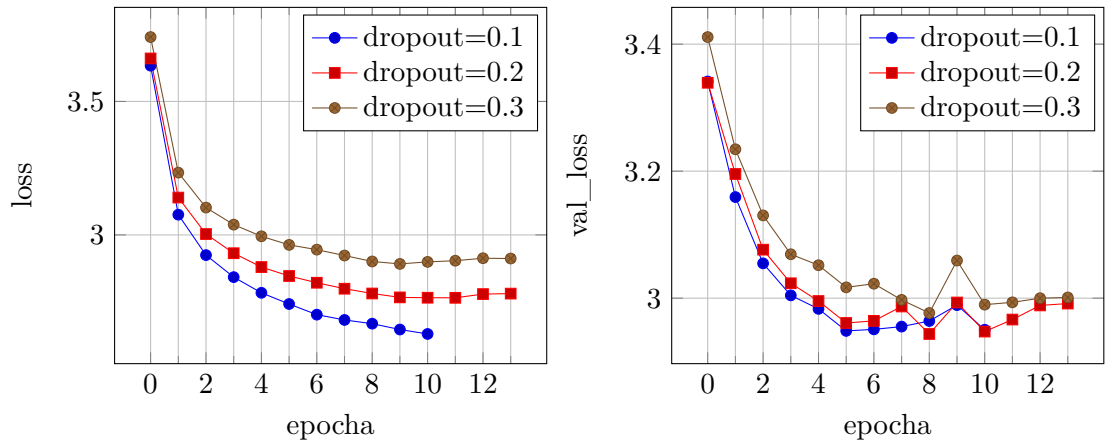 loss
3.5
3
0 2 4 6 8 10 12
epocha
dropout=0.1
dropout=0.2
dropout=0.3
val_loss
3.4
3.2
3
0 2 4 6 8 10 12
epocha
dropout=0.1
dropout=0.2
dropout=0.3